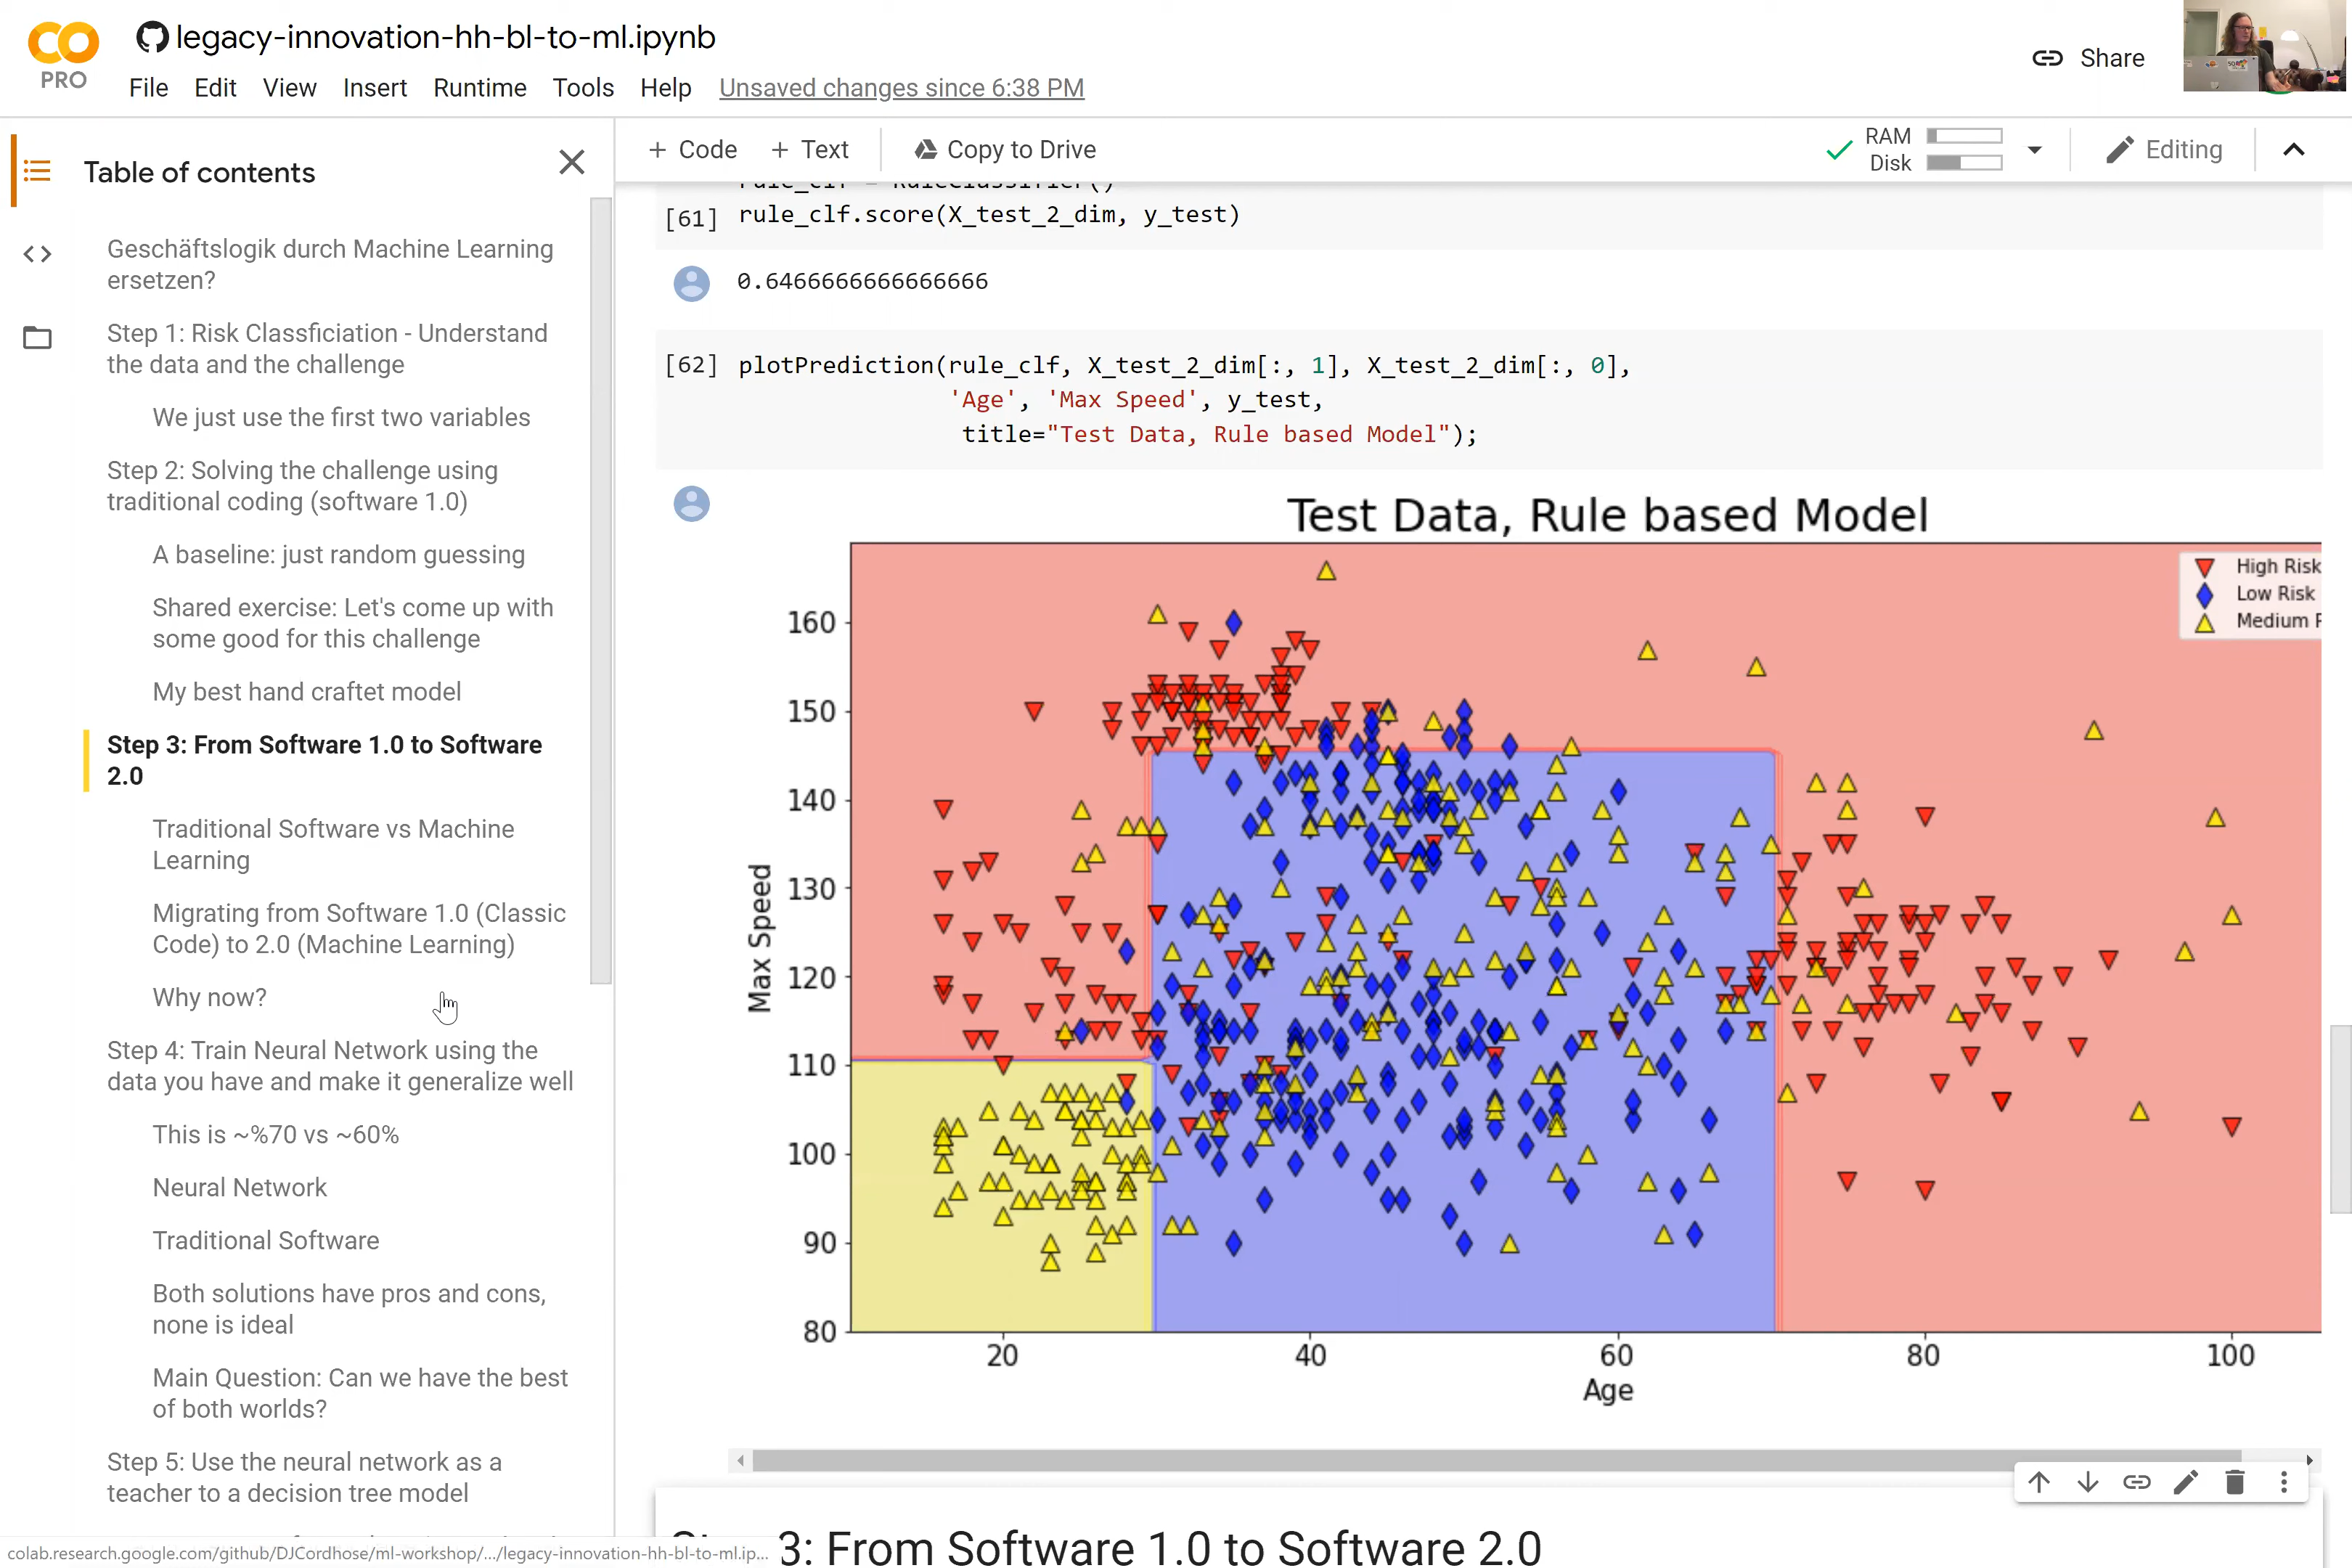 legacy-innovation-hh-bl-to-ml.ipynb
PRO
File Edit View Insert Runtime Tools Help Unsaved changes since 6:38 PM
Share
Table of contents
Geschäftslogik durch Machine Learning
ersetzen?
Step 1: Risk Classficiation - Understand
the data and the challenge
We just use the first two variables
Step 2: Solving the challenge using
traditional coding (software 1.0)
A baseline: just random guessing
Shared exercise: Let's come up with
some good for this challenge
My best hand craftet model
Step 3: From Software 1.0 to Software
2.0
Traditional Software vs Machine
Learning
Migrating from Software 1.0 (Classic
Code) to 2.0 (Machine Learning)
Why now?
Step 4: Train Neural Network using the
data you have and make it generalize well
This is ~%70 vs ~60%
Neural Network
Traditional Software
Both solutions have pros and cons,
none is ideal
Main Question: Can we have the best
of both worlds?
Step 5: Use the neural network as a
teacher to a decision tree model
colab.research.google.com/github/DJCordhose/ml-workshop/.../legacy-innovation-hh-bl-to-ml.ip...
+ Code + Text Copy to Drive
RAM
Disk
Editing
rule_clf = RuleClassifier()
[61] rule_clf.score(X_test_2_dim, y_test)
0.6466666666666666
[62] plotPrediction(rule_clf, X_test_2_dim[:, 1], X_test_2_dim[:, 0],
'Age', 'Max Speed', y_test,
title="Test Data, Rule based Model");
Test Data, Rule based Model
High Risk
Low Risk
Medium
160
150
140
130
120
110
100
90
80
Max Speed
20 40 60 80 100
Age
3: From Software 1.0 to Software 2.0